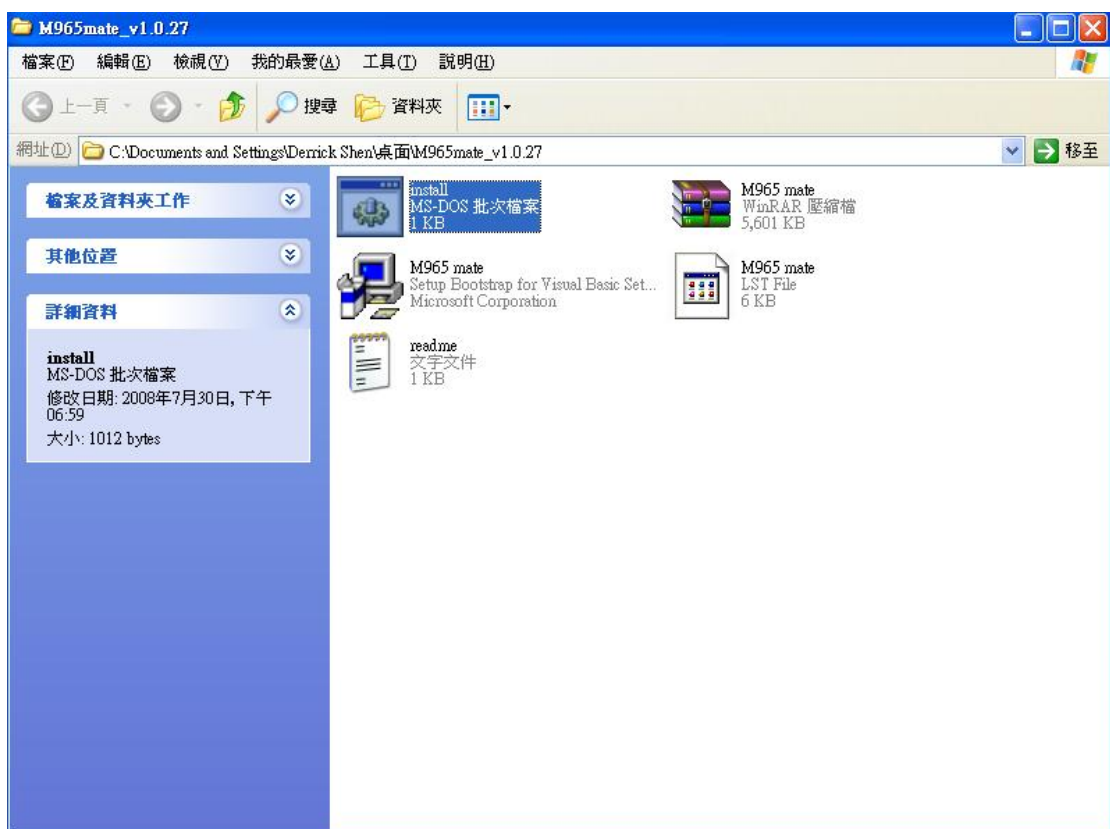 M965mate_v1.0.27
檔案(F) 編輯(E) 檢視(V) 我的最愛(A) 工具(T) 說明(H)
上一頁 搜尋 資料夾
網址(D) C:\Documents and Settings\Derrick Shen\桌面\M965mate_v1.0.27 移至
檔案及資料夾工作
其他位置
詳細資料
install
MS-DOS 批次檔案
修改日期: 2008年7月30日, 下午
06:59
大小: 1012 bytes
install
MS-DOS 批次檔案
1 KB
M965 mate
WinRAR 壓縮檔
5,601 KB
M965 mate
Setup Bootstrap for Visual Basic Set...
Microsoft Corporation
M965 mate
LST File
6 KB
readme
文字文件
1 KB